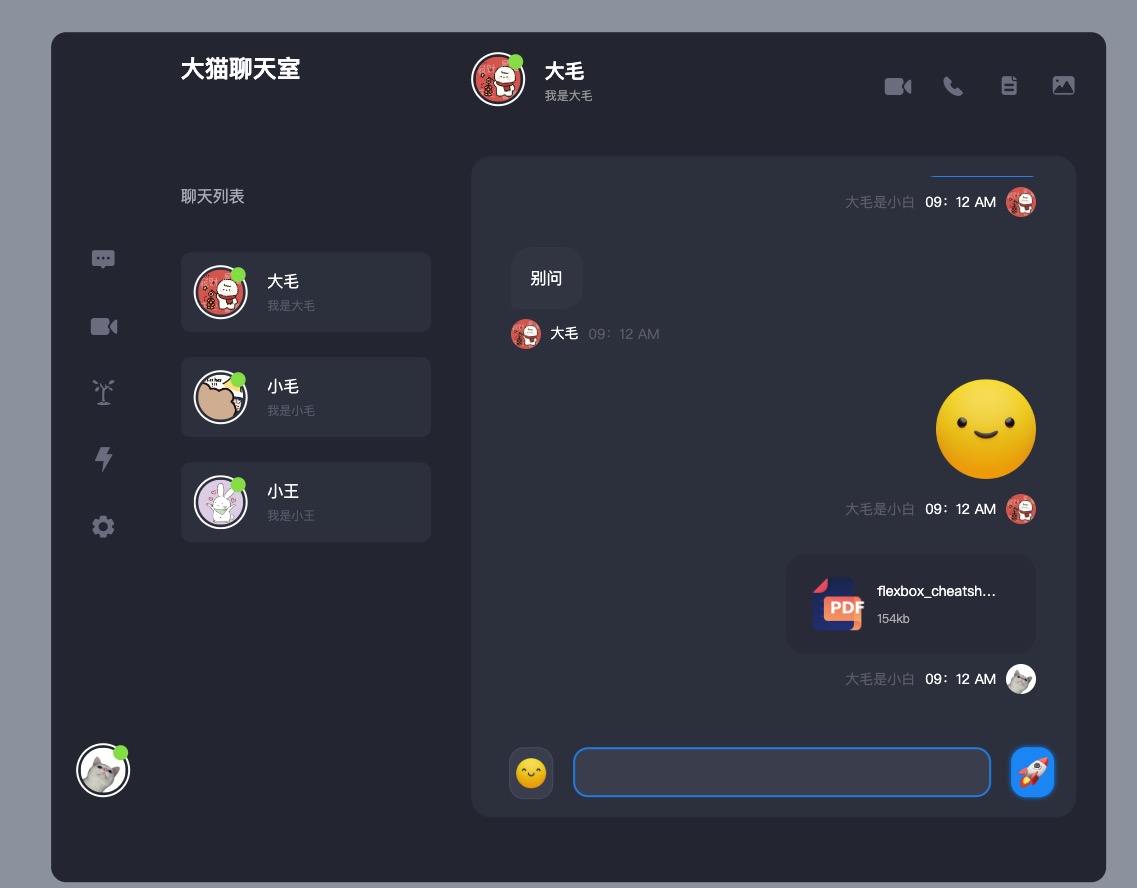 大猫聊天室
大毛
我是大毛
聊天列表
大毛
我是大毛
小毛
我是小毛
小王
我是小王
大毛是小白 09：12 AM
别问
大毛 09：12 AM
大毛是小白 09：12 AM
PDF
flexbox_cheatsh...
154kb
大毛是小白 09：12 AM